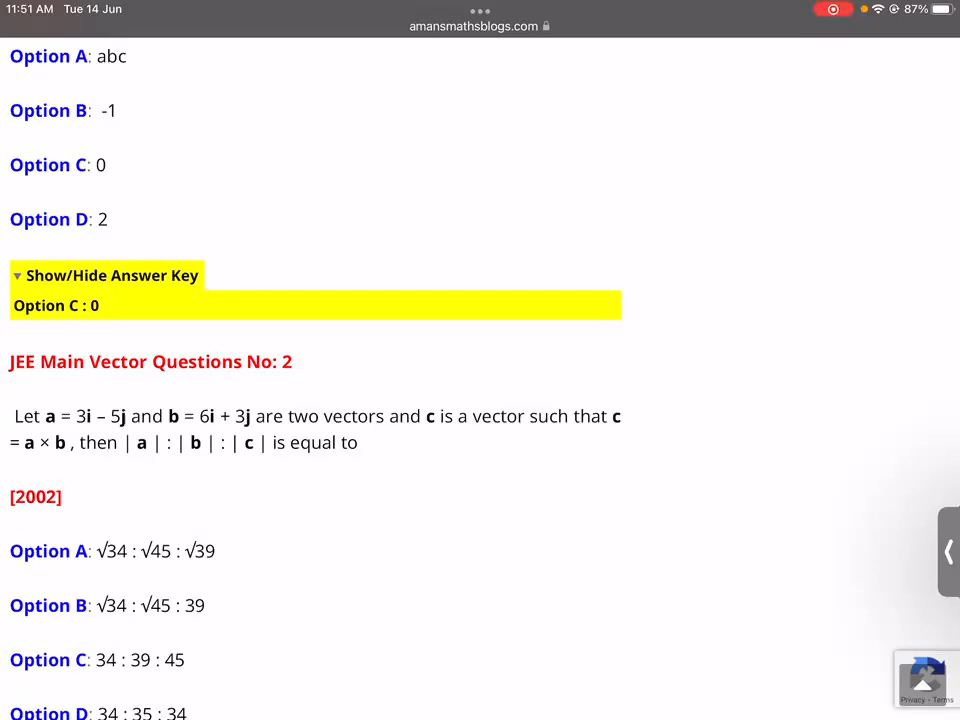 11:51 AM Tue 14 Jun
87%
amansmathsblogs.com
Option A: abc
Option B: -1
Option C: 0
Option D: 2
▾ Show/Hide Answer Key
Option C : 0
JEE Main Vector Questions No: 2
Let a = 3i – 5j and b = 6i + 3j are two vectors and c is a vector such that c
= a × b , then | a | : | b | : | c | is equal to
[2002]
Option A: √34 : √45 : √39
Option B: √34 : √45 : 39
Option C: 34 : 39 : 45
Option D: 34 : 35 : 34
Privacy - Terms